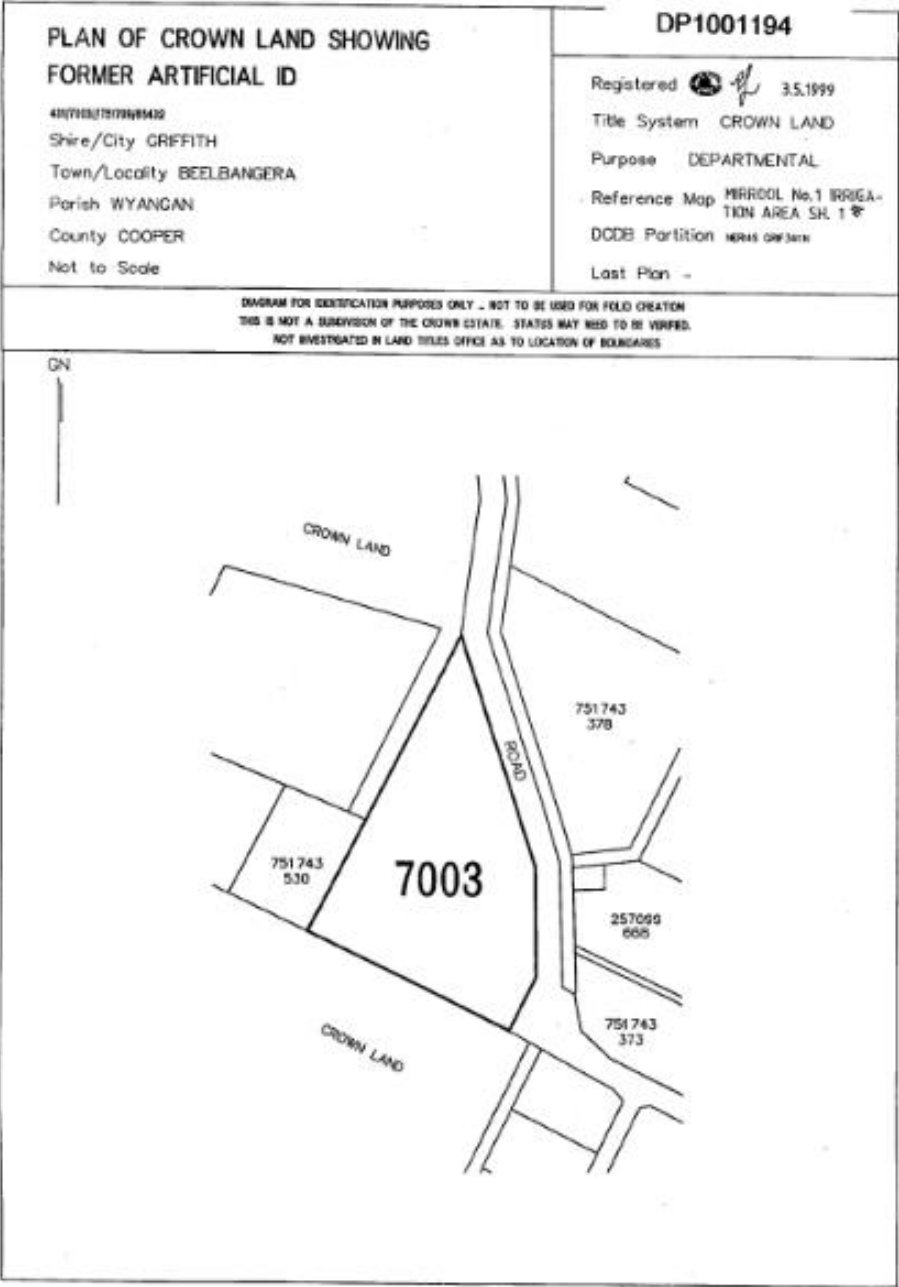 PLAN OF CROWN LAND SHOWING
FORMER ARTIFICIAL ID
Shire/City GRIFFITH
Town/Locality BEELBANGERA
Parish WYANGAN
County COOPER
Not to Scale
DP1001194
Registered 3.5.1999
Title System CROWN LAND
Purpose DEPARTMENTAL
Reference Map MIRROOL No.1 IRRIGA-
TION AREA SH. 1
DCDB Partition
Last Plan -
DIAGRAM FOR IDENTIFICATION PURPOSES ONLY - NOT TO BE USED FOR FOLIO CREATION
THIS IS NOT A SUBDIVISION OF THE CROWN ESTATE. STATUS MAY NEED TO BE VERIFIED.
NOT INVESTIGATED IN LAND TITLES OFFICE AS TO LOCATION OF BOUNDARIES
GN
CROWN LAND
751743
378
ROAD
751743
530
7003
257099
668
751743
373
CROWN LAND